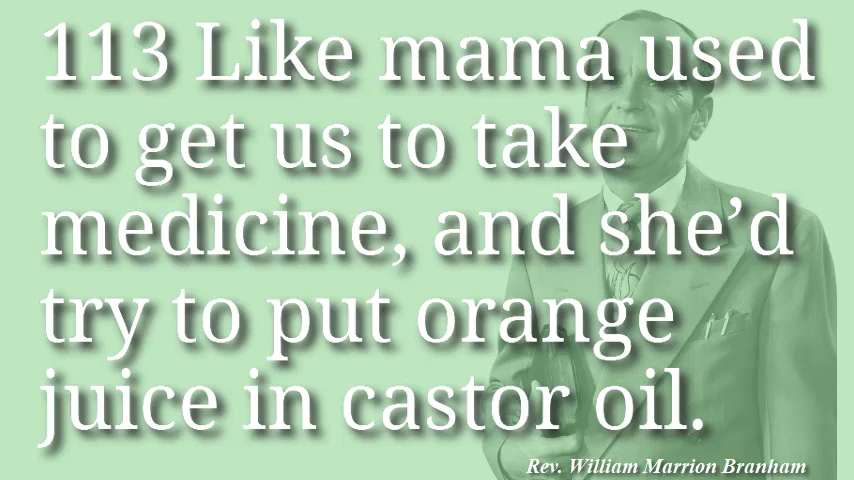 113 Like mama used
to get us to take
medicine, and she’d
try to put orange
juice in castor oil.
Rev. William Marrion Branham